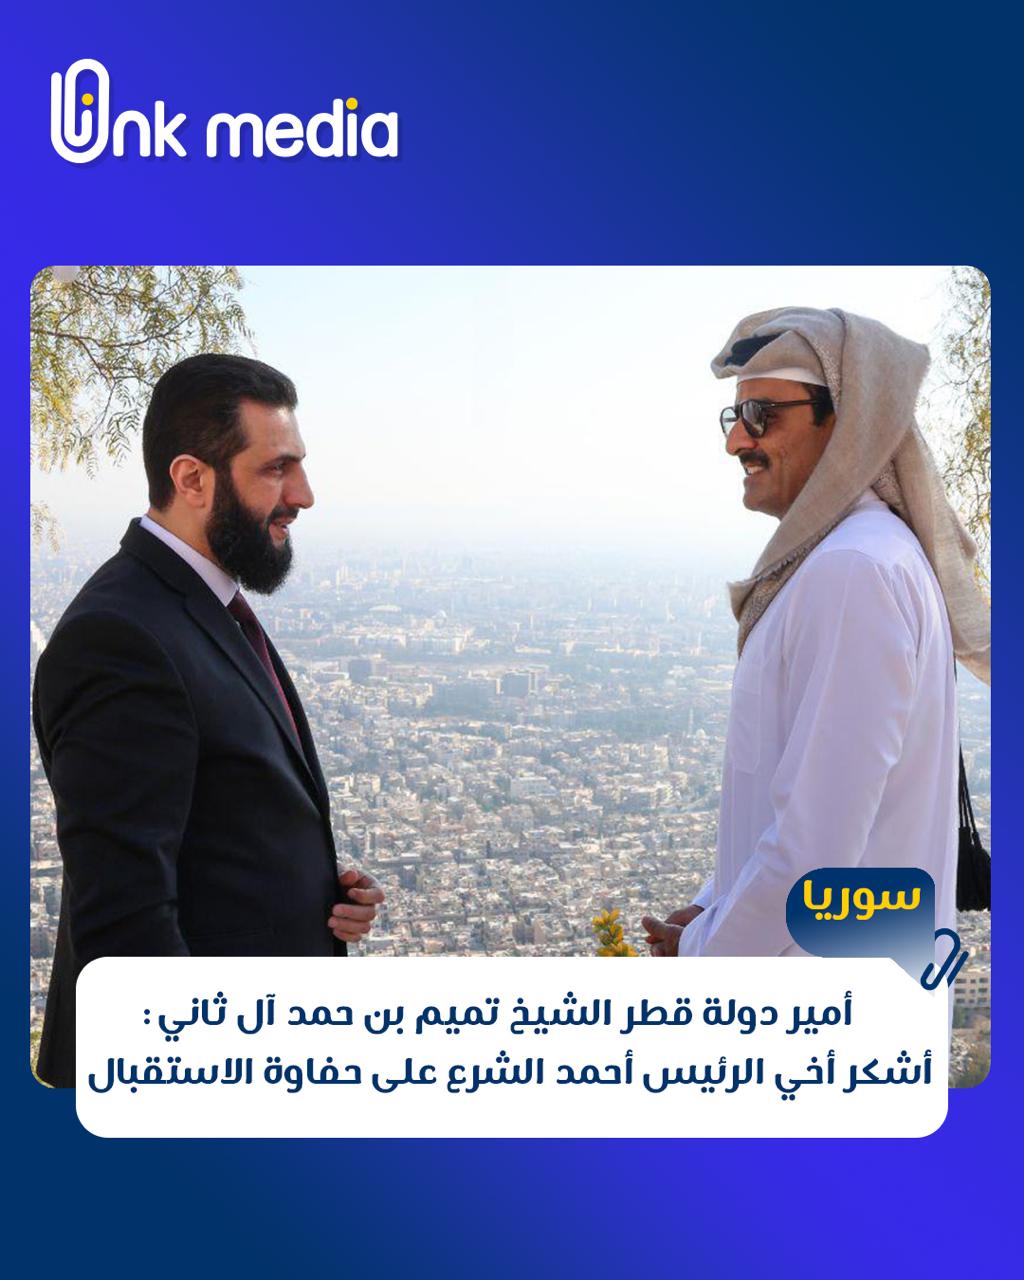 link media
سوريا
أمير دولة قطر الشيخ تميم بن حمد آل ثاني:
أشكر أخي الرئيس أحمد الشرع على حفاوة الاستقبال